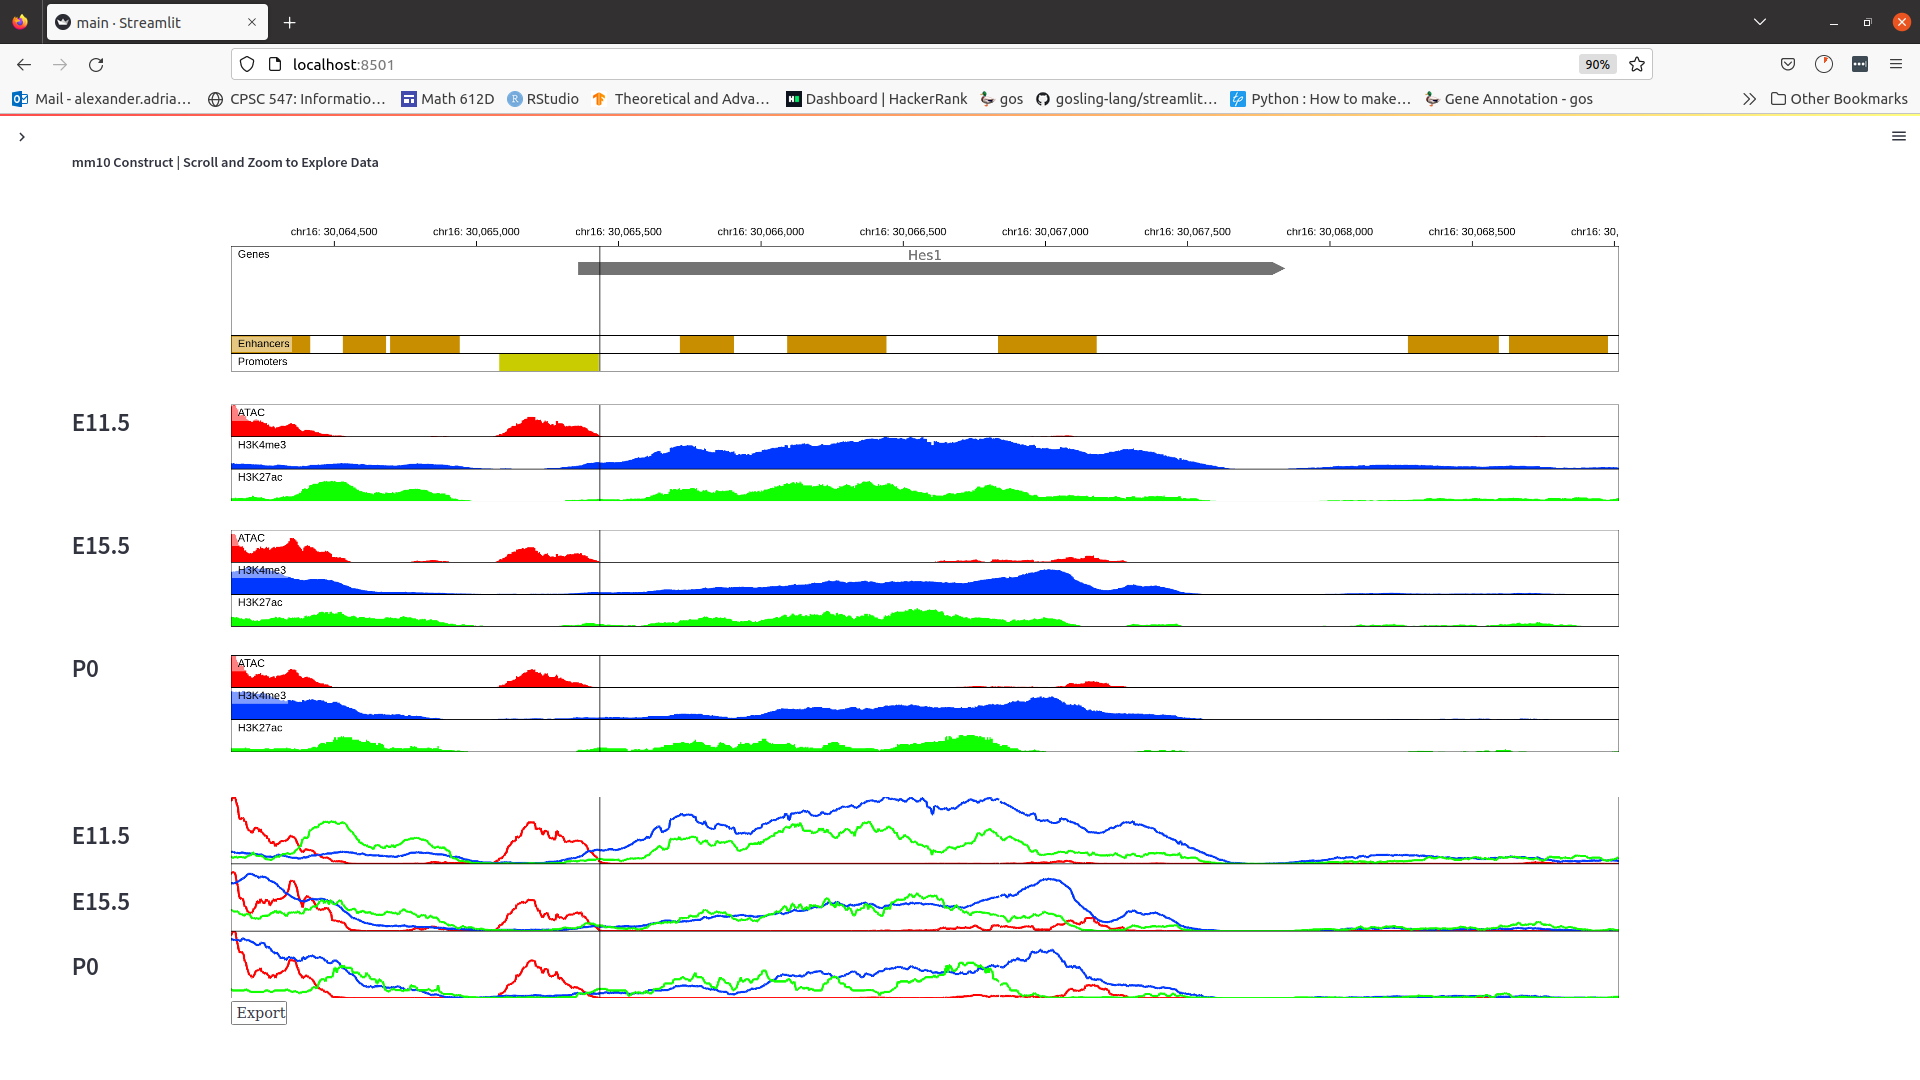 main · Streamlit
localhost:8501
90%
Mail - alexander.adria…
CPSC 547: Informatio…
Math 612D
RStudio
Theoretical and Adva…
Dashboard | HackerRank
gos
gosling-lang/streamlit…
Python : How to make…
Gene Annotation - gos
Other Bookmarks
mm10 Construct | Scroll and Zoom to Explore Data
chr16: 30,064,500
chr16: 30,065,000
chr16: 30,065,500
chr16: 30,066,000
chr16: 30,066,500
chr16: 30,067,000
chr16: 30,067,500
chr16: 30,068,000
chr16: 30,068,500
chr16: 30,
Genes
Hes1
Enhancers
Promoters
E11.5
ATAC
H3K4me3
H3K27ac
E15.5
ATAC
H3K4me3
H3K27ac
P0
ATAC
H3K4me3
H3K27ac
E11.5
E15.5
P0
Export